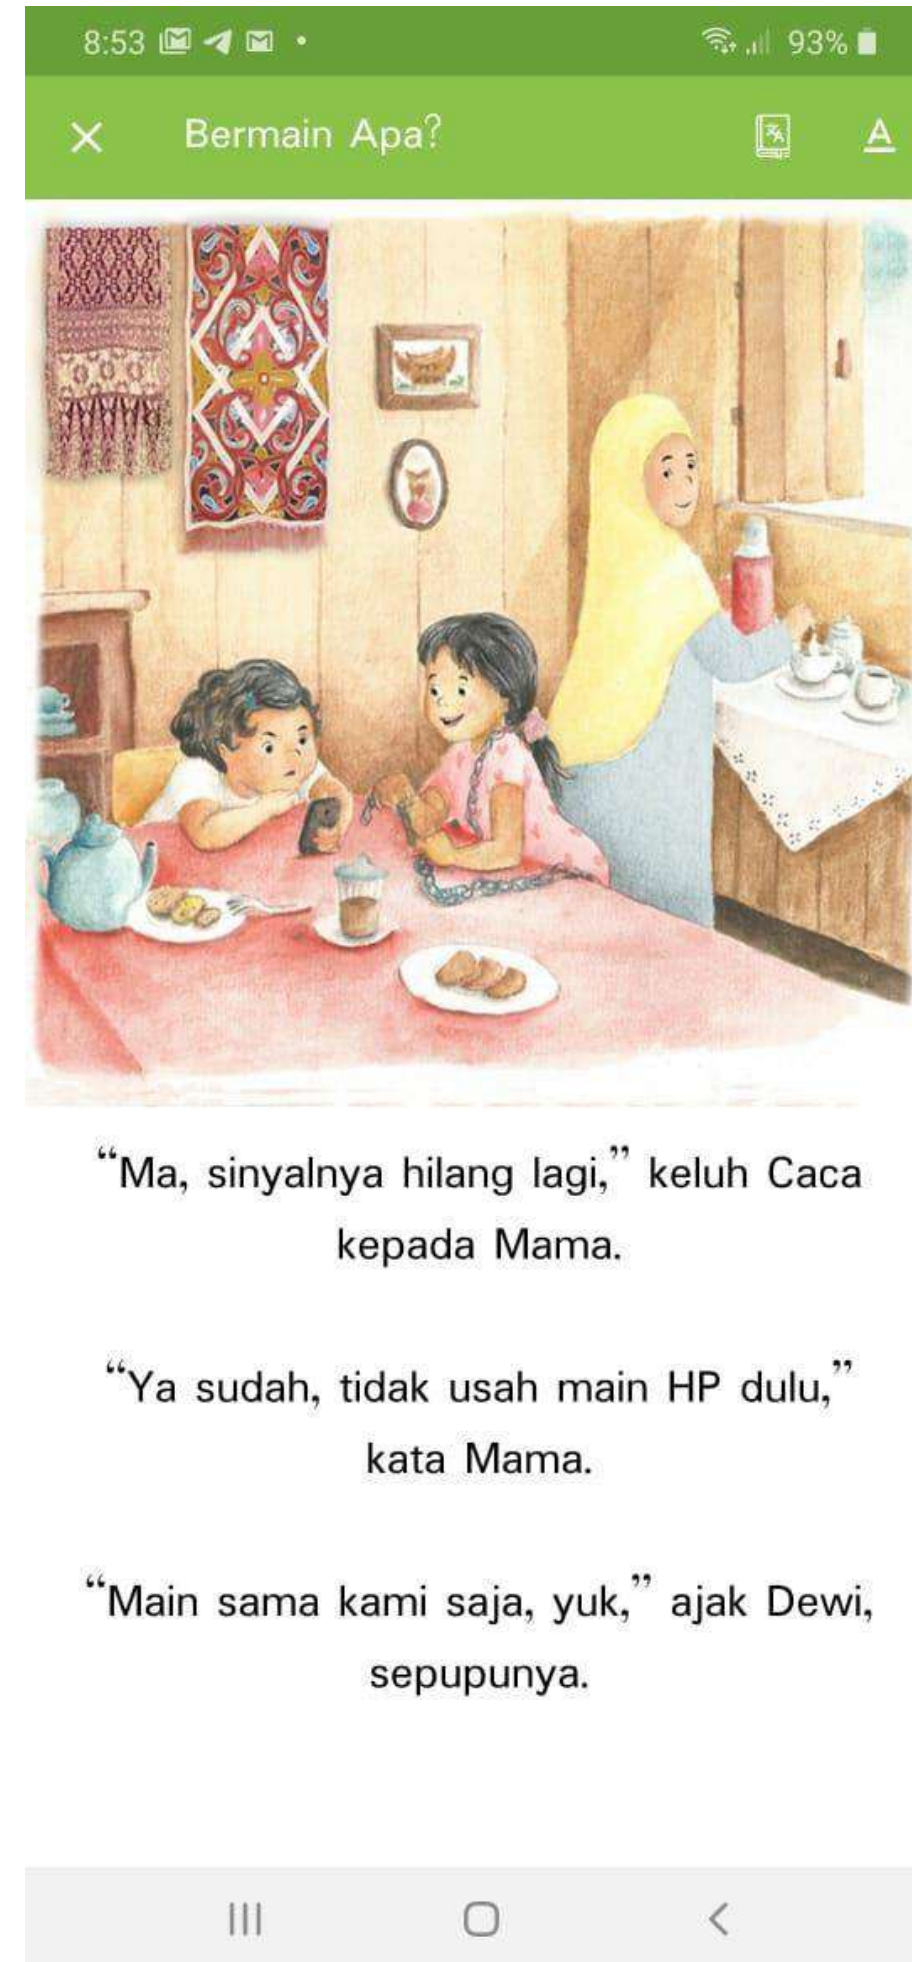 8:53
93%
Bermain Apa?
A
“Ma, sinyalnya hilang lagi,” keluh Caca
kepada Mama.
“Ya sudah, tidak usah main HP dulu,”
kata Mama.
“Main sama kami saja, yuk,” ajak Dewi,
sepupunya.